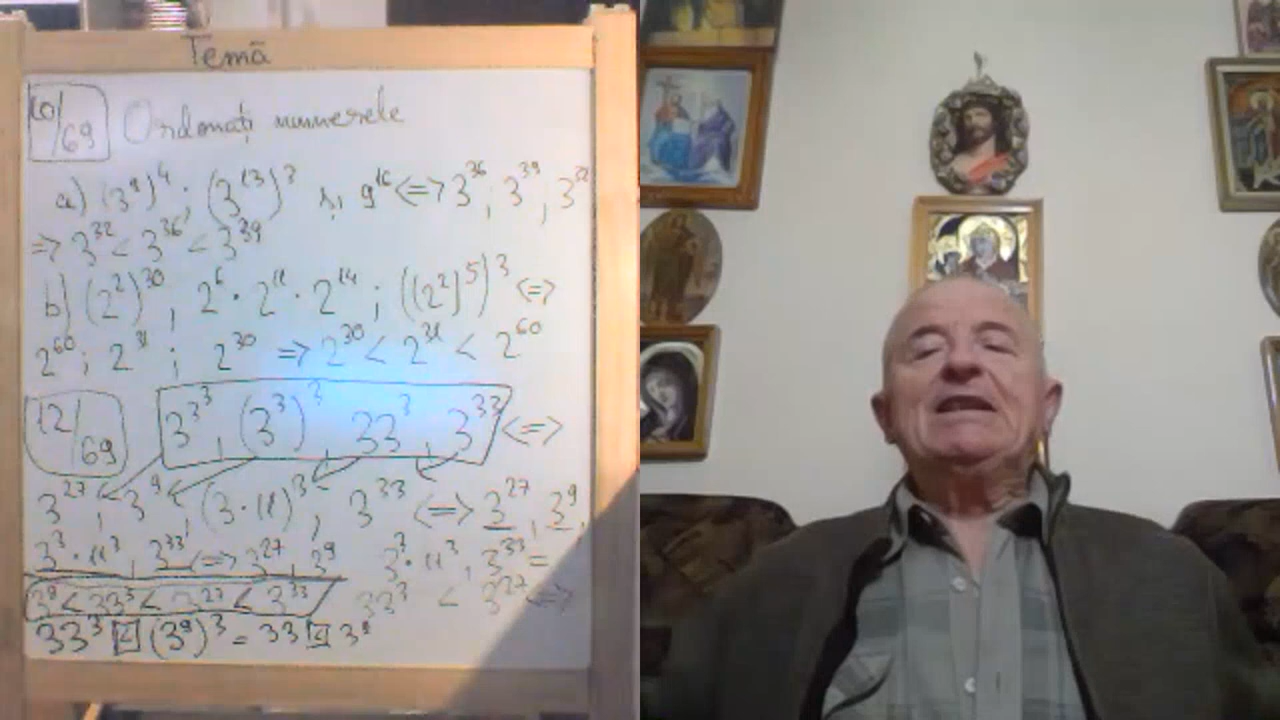 Temă
10/69 Ordonați numerele
a) (3⁹)⁴; (3¹³)³ și 9¹⁶ <=> 3³⁶; 3³⁹, 3³²
=> 3³² < 3³⁶ < 3³⁹
b) (2²)³⁰; 2⁶·2¹¹·2¹⁴; ((2²)⁵)³ <=>
2⁶⁰; 2³¹; 2³⁰ => 2³⁰ < 2³¹ < 2⁶⁰
12/69 3^3^3, (3³)³, 33³, 3³³ <=>
3²⁷, 3⁹, (3·11)³, 3³³ <=> 3²⁷, 3⁹,
3³·11³, 3³³ <=> 3²⁷, 3⁹ 3³·11³, 3³³ =
3⁹ < 33³ < 3²⁷ < 3³³ 33³ < 3²⁷ <=>
33³ < (3⁹)³ = 33 < 3⁹